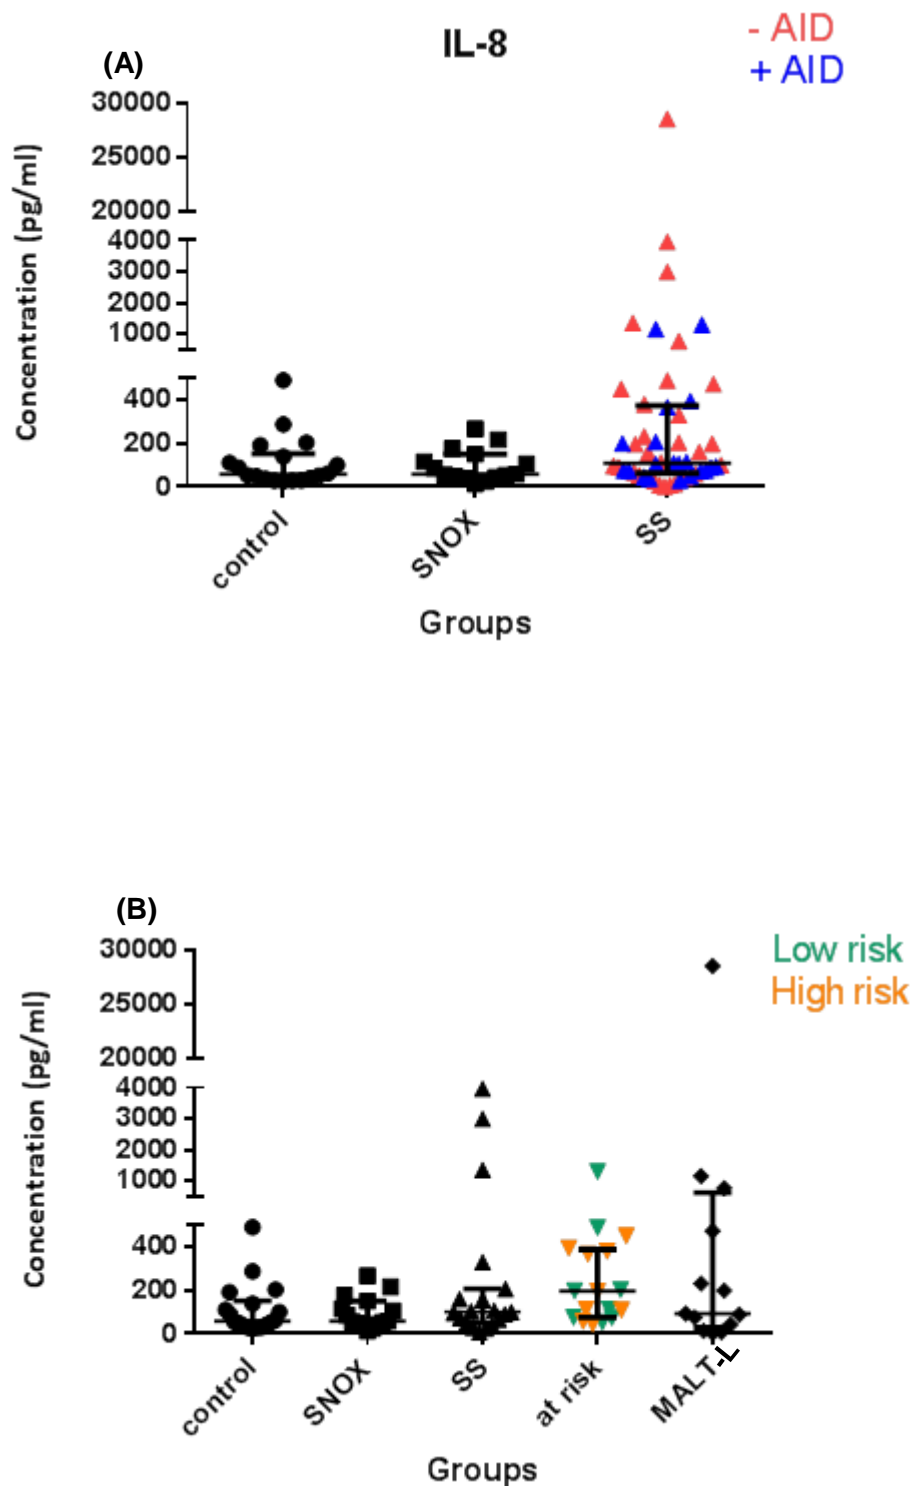 IL-8
- AID
+ AID
(A)
Concentration (pg/ml)
30000
25000
20000
4000
3000
2000
1000
400
200
0
control
SNOX
SS
Groups
(B)
Low risk
High risk
Concentration (pg/ml)
30000
25000
20000
4000
3000
2000
1000
400
200
0
control
SNOX
SS
at risk
MALT-L
Groups